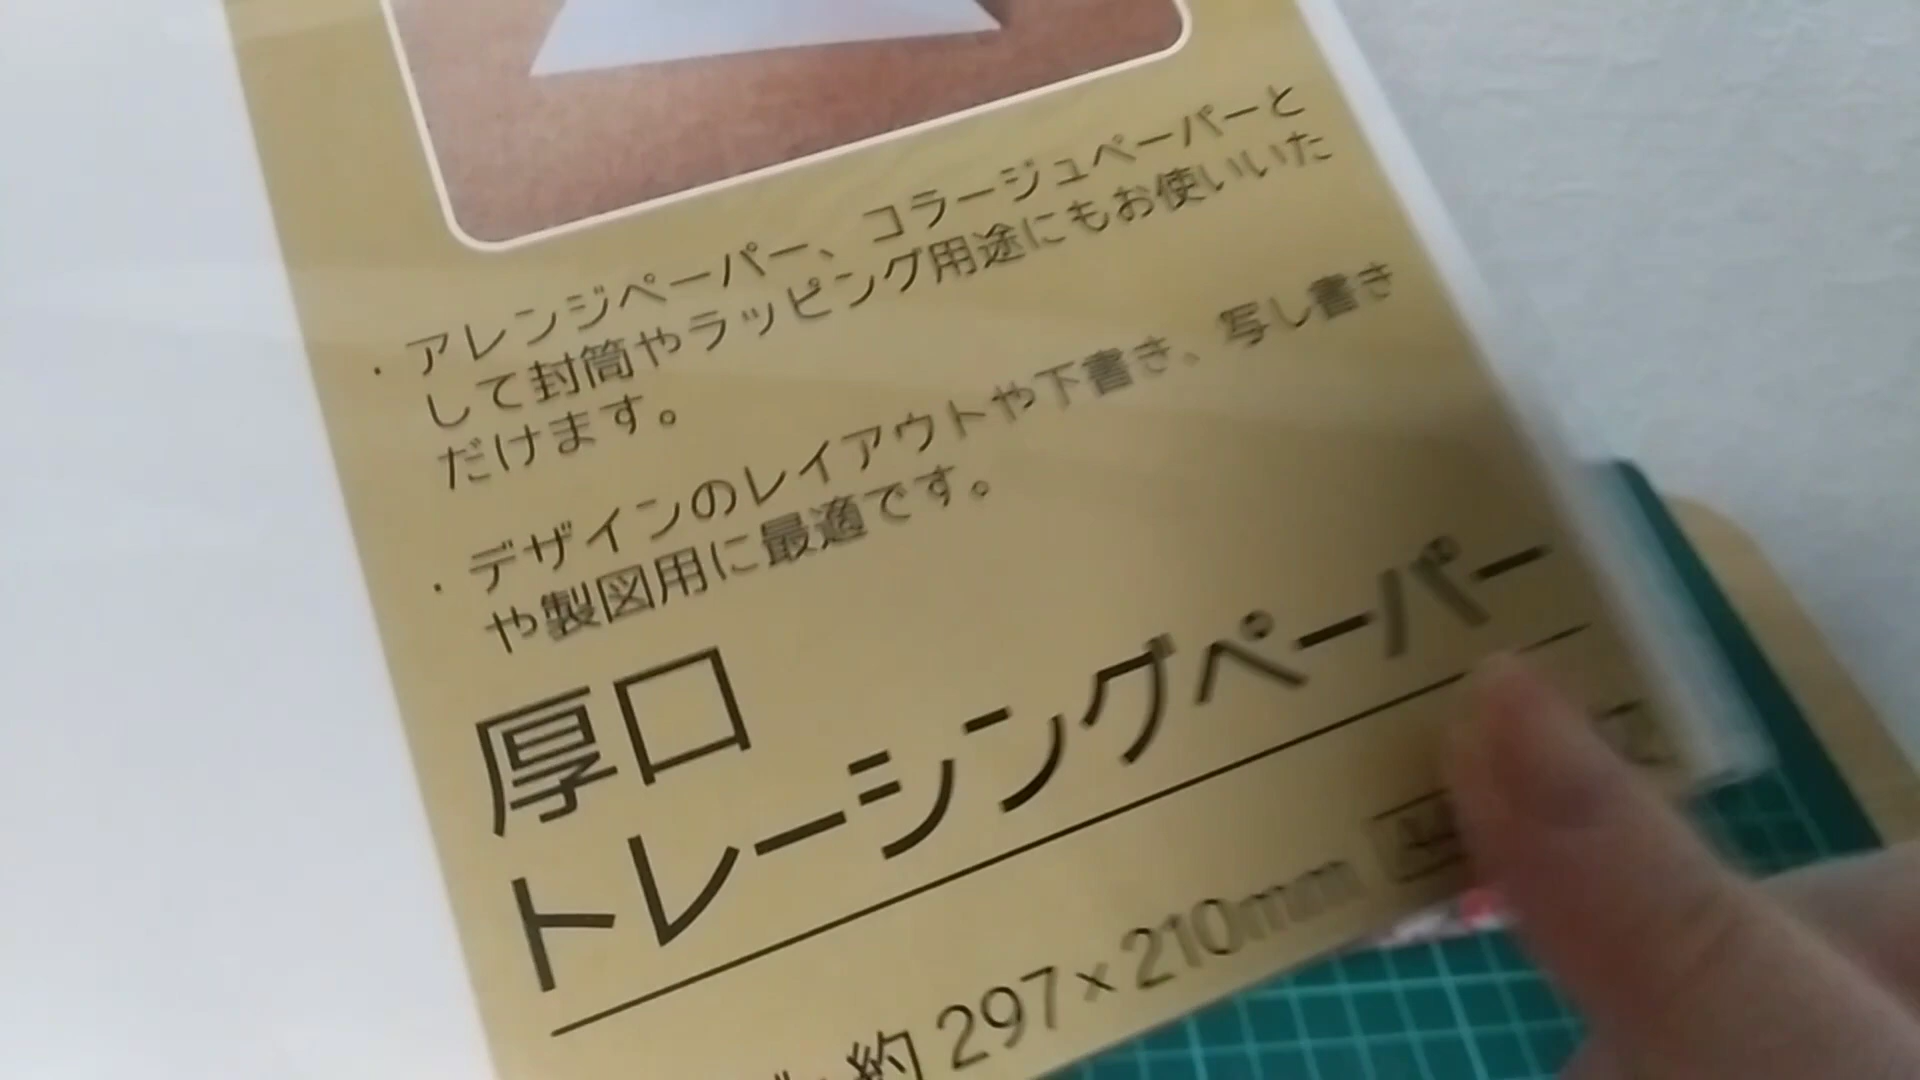 ・アレンジペーパー、コラージュペーパーと
して封筒やラッピング用途にもお使いいた
だけます。
・デザインのレイアウトや下書き、写し書き
や製図用に最適です。
厚口
トレーシングペーパー
約297×210mm